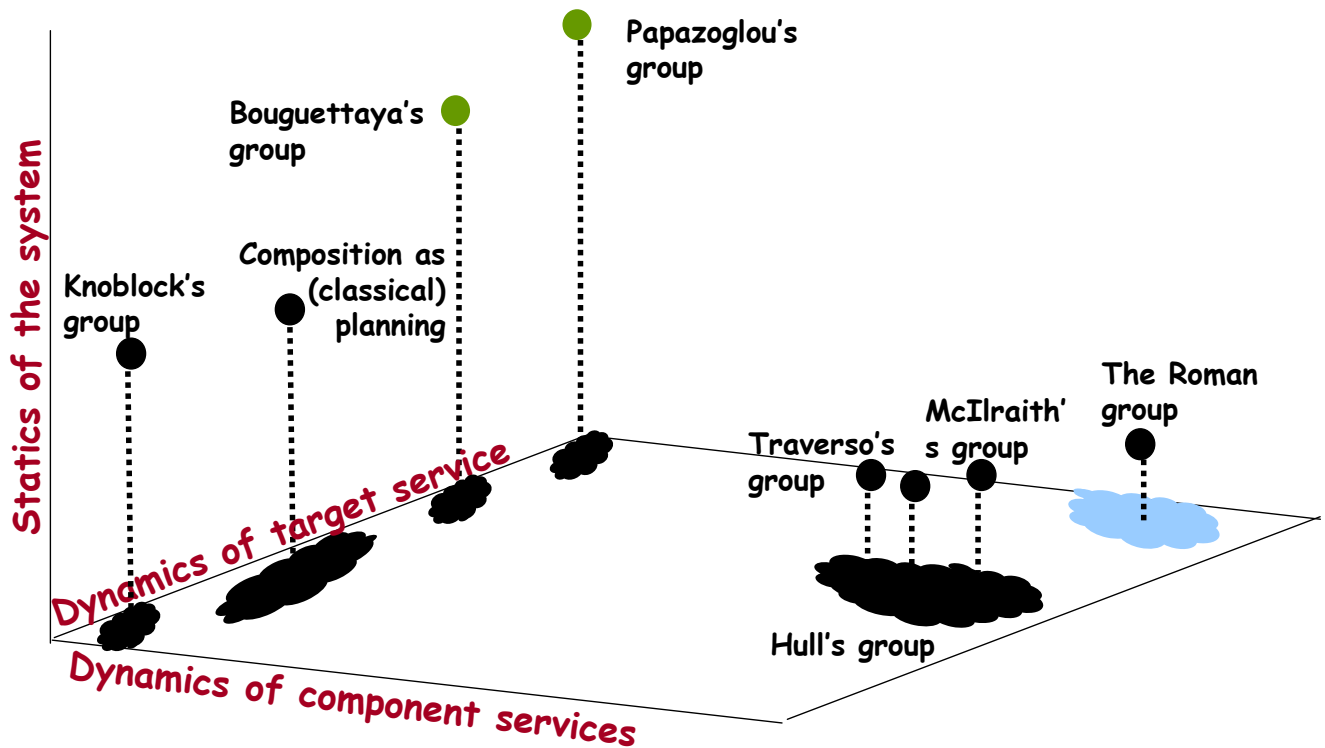 Papazoglou's
group
Bouguettaya's
group
Composition as
(classical)
planning
Knoblock's
group
Statics of the system
Dynamics of target service
Dynamics of component services
The Roman
group
McIlraith'
s group
Traverso's
group
Hull's group